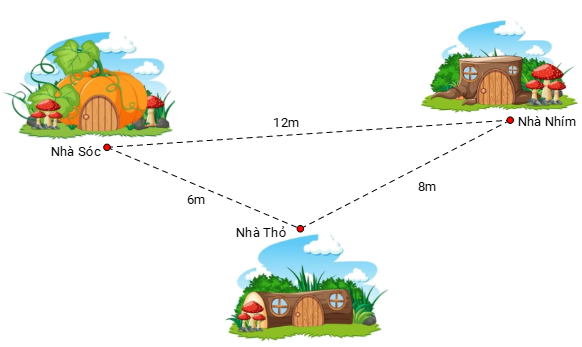 12m
Nhà Nhím
Nhà Sóc
8m
6m
Nhà Thỏ